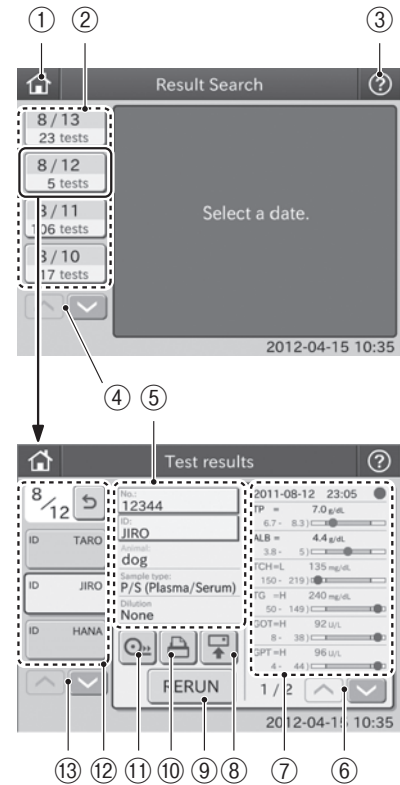 ① ② ③
Result Search ?
8/13
23 tests
8/12
5 tests
8/11
106 tests
8/10
17 tests
Select a date.
2012-04-15 10:35
④ ⑤
Test results ?
8/12
ID TARO
ID JIRO
ID HANA
No.:
12344
ID:
JIRO
Animal:
dog
Sample type:
P/S (Plasma/Serum)
Dilution
None
RERUN
2011-08-12 23:05
TP = 7.0 g/dL
6.7 - 8.3)
ALB = 4.4 g/dL
3.8 - 5)
TCH=L 135 mg/dL
150 - 219)
TG =H 240 mg/dL
50 - 149)
GOT=H 92 U/L
8 - 38)
GPT=H 96 U/L
4 - 44)
1 / 2
2012-04-15 10:35
⑬ ⑫ ⑪ ⑩ ⑨ ⑧ ⑦ ⑥